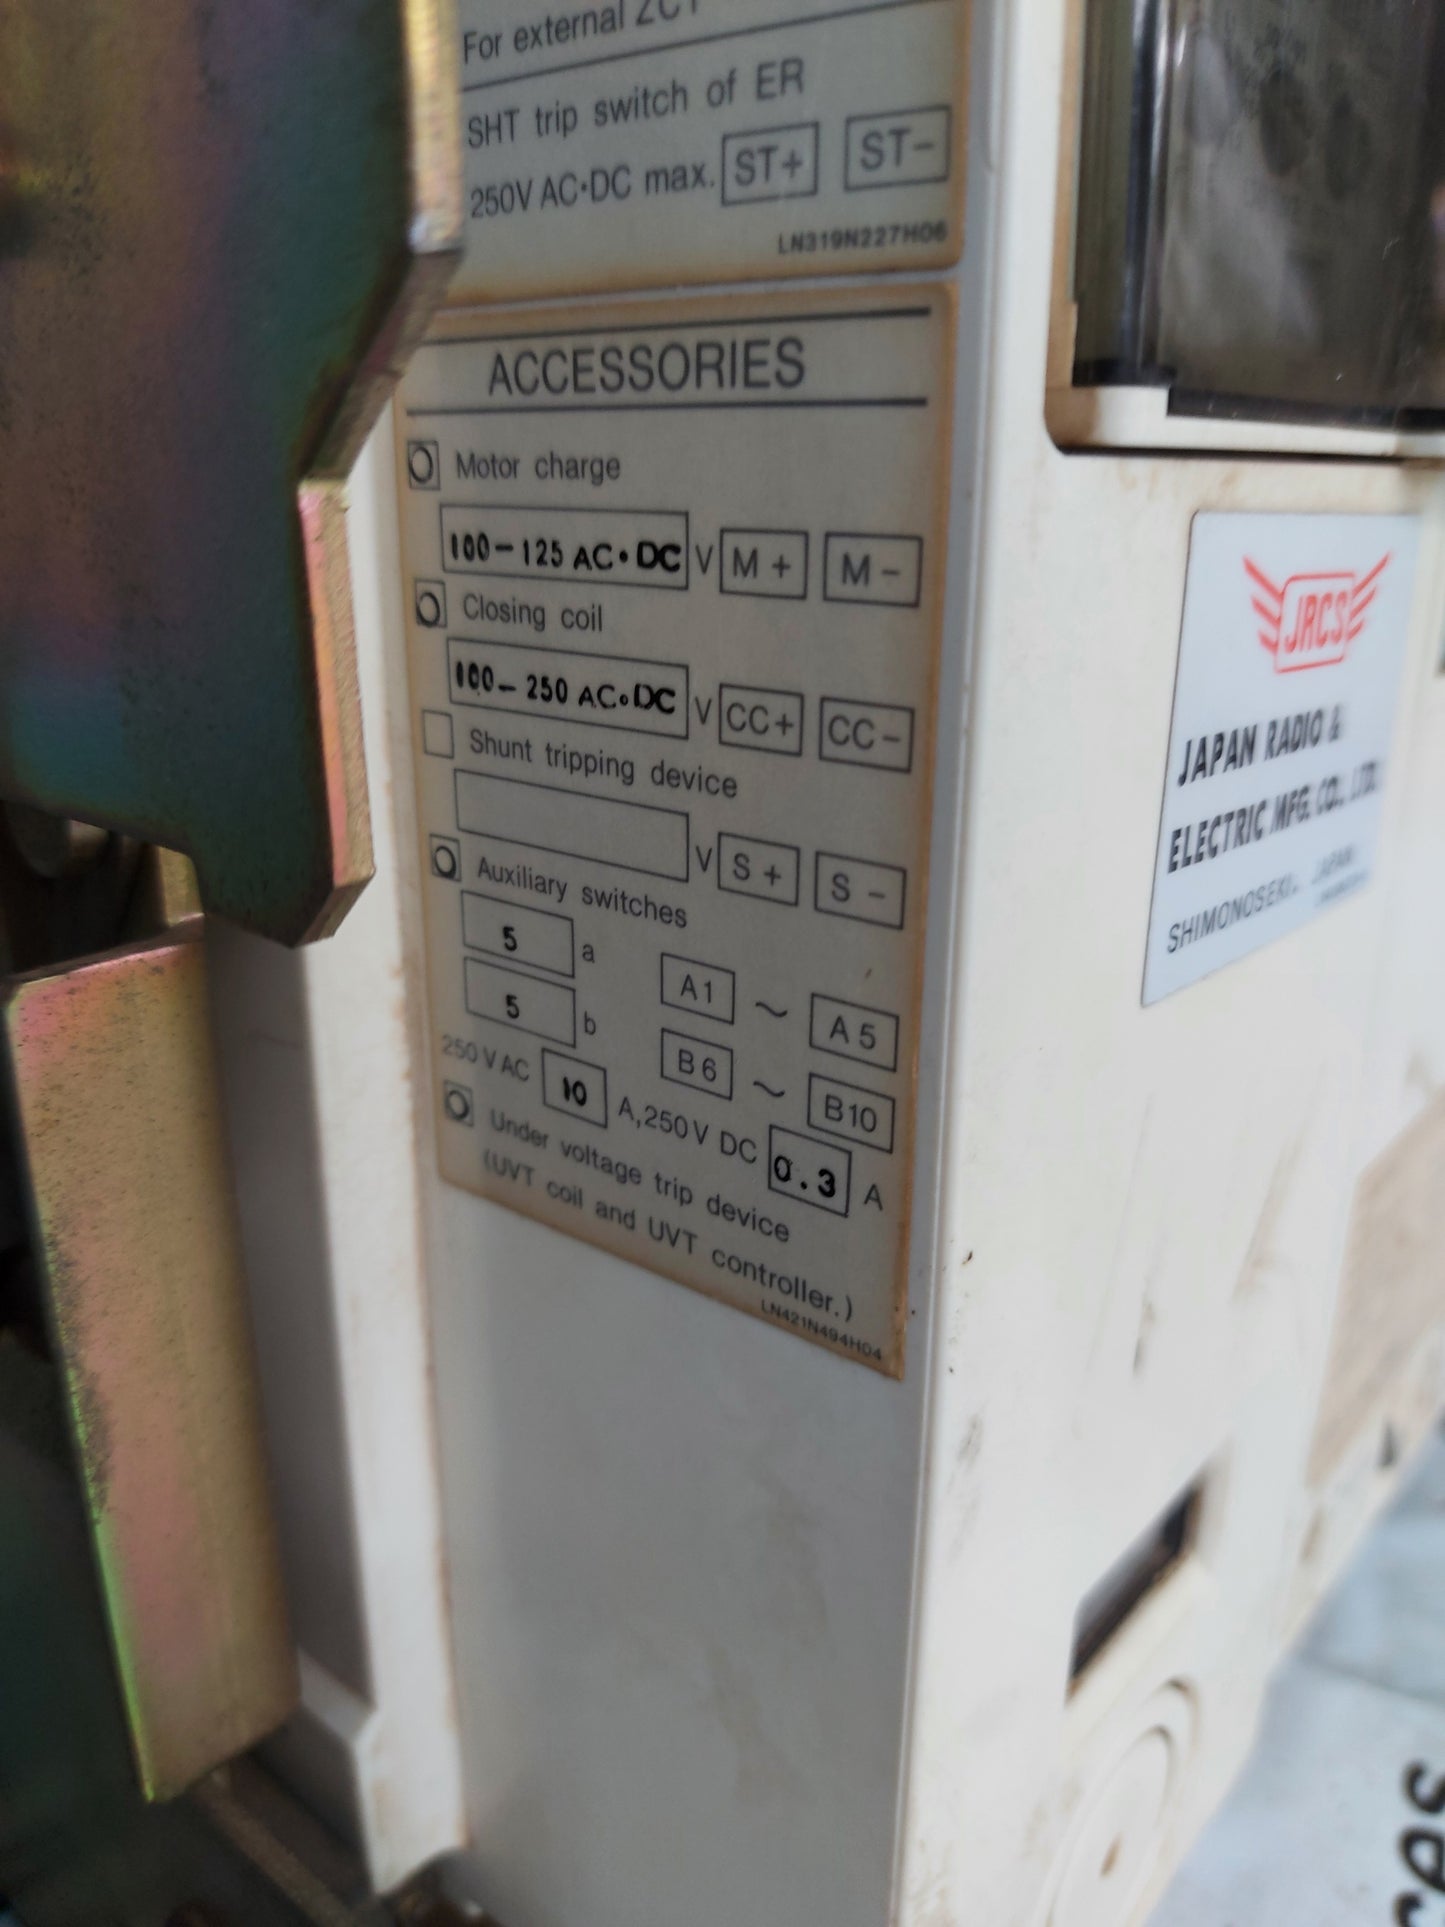 For external ZCT
SHT trip switch of ER
250V AC·DC max. ST+ ST−
LN319N227H06
ACCESSORIES
Motor charge
100−125 AC·DC V M+ M−
Closing coil
100−250 AC·DC V CC+ CC−
Shunt tripping device
V S+ S−
Auxiliary switches
5 a A1 ~ A5
5 b B6 ~ B10
250V AC 10 A, 250V DC 0.3 A
Under voltage trip device
(UVT coil and UVT controller.)
LN421N494H04
JRCS
JAPAN RADIO &
ELECTRIC MFG. CO., LTD.
SHIMONOSEKI, JAPAN